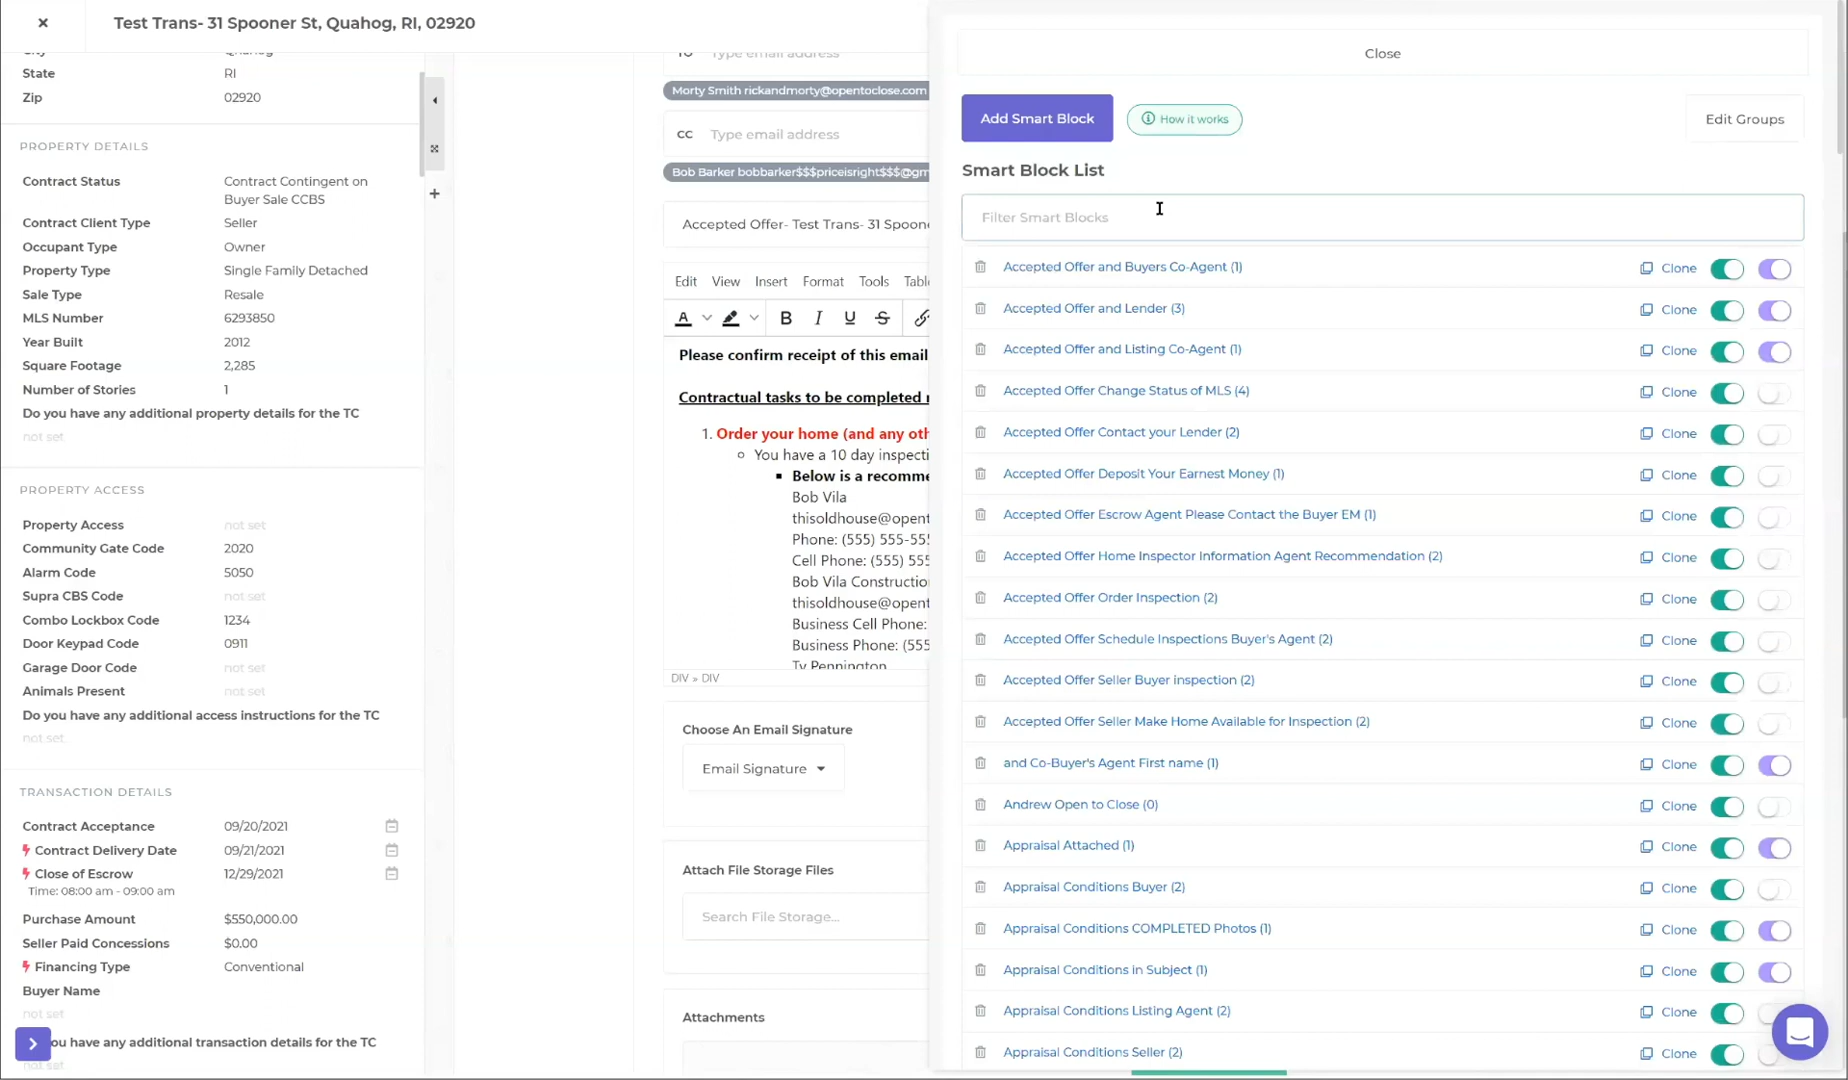 Test Trans- 31 Spooner St, Quahog, RI, 02920
State RI
Zip 02920
PROPERTY DETAILS
Contract Status Contract Contingent on
Buyer Sale CCBS
Contract Client Type Seller
Occupant Type Owner
Property Type Single Family Detached
Sale Type Resale
MLS Number 6293850
Year Built 2012
Square Footage 2,285
Number of Stories 1
Do you have any additional property details for the TC
not set
PROPERTY ACCESS
Property Access not set
Community Gate Code 2020
Alarm Code 5050
Supra CBS Code not set
Combo Lockbox Code 1234
Door Keypad Code 0911
Garage Door Code not set
Animals Present not set
Do you have any additional access instructions for the TC
not set
TRANSACTION DETAILS
Contract Acceptance 09/20/2021
Contract Delivery Date 09/21/2021
Close of Escrow 12/29/2021
Time: 08:00 am - 09:00 am
Purchase Amount $550,000.00
Seller Paid Concessions $0.00
Financing Type Conventional
Buyer Name
not set
ou have any additional transaction details for the TC
TO Type email address
Morty Smith rickandmorty@opentoclose.com
CC Type email address
Bob Barker bobbarker$$$priceisright$$$@gm
Accepted Offer- Test Trans- 31 Spoone
Edit View Insert Format Tools Tabl
A B I U S
Please confirm receipt of this email
Contractual tasks to be completed
1. Order your home (and any oth
You have a 10 day inspecti
Below is a recomme
Bob Vila
thisoldhouse@opent
Phone: (555) 555-555
Cell Phone: (555) 555
Bob Vila Constructio
thisoldhouse@opent
Business Cell Phone:
Business Phone: (555
Ty Pennington
DIV » DIV
Choose An Email Signature
Email Signature
Attach File Storage Files
Search File Storage...
Attachments
Close
Add Smart Block How it works Edit Groups
Smart Block List
Filter Smart Blocks
Accepted Offer and Buyers Co-Agent (1) Clone
Accepted Offer and Lender (3) Clone
Accepted Offer and Listing Co-Agent (1) Clone
Accepted Offer Change Status of MLS (4) Clone
Accepted Offer Contact your Lender (2) Clone
Accepted Offer Deposit Your Earnest Money (1) Clone
Accepted Offer Escrow Agent Please Contact the Buyer EM (1) Clone
Accepted Offer Home Inspector Information Agent Recommendation (2) Clone
Accepted Offer Order Inspection (2) Clone
Accepted Offer Schedule Inspections Buyer's Agent (2) Clone
Accepted Offer Seller Buyer inspection (2) Clone
Accepted Offer Seller Make Home Available for Inspection (2) Clone
and Co-Buyer's Agent First name (1) Clone
Andrew Open to Close (0) Clone
Appraisal Attached (1) Clone
Appraisal Conditions Buyer (2) Clone
Appraisal Conditions COMPLETED Photos (1) Clone
Appraisal Conditions in Subject (1) Clone
Appraisal Conditions Listing Agent (2) Clone
Appraisal Conditions Seller (2) Clone